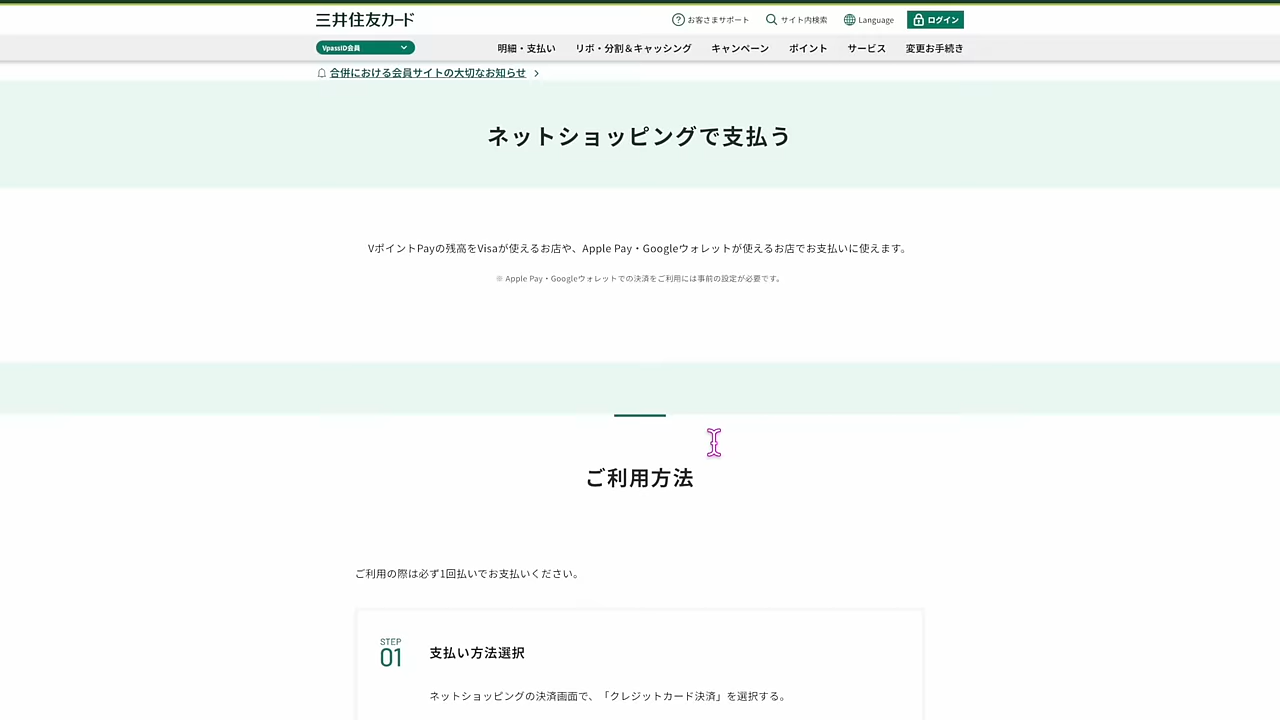 三井住友カード
お客さまサポート
サイト内検索
Language
ログイン
VpassID会員
明細・支払い
リボ・分割&キャッシング
キャンペーン
ポイント
サービス
変更お手続き
合併における会員サイトの大切なお知らせ
ネットショッピングで支払う
VポイントPayの残高をVisaが使えるお店や、Apple Pay・Googleウォレットが使えるお店でお支払いに使えます。
※ Apple Pay・Googleウォレットでの決済をご利用には事前の設定が必要です。
ご利用方法
ご利用の際は必ず1回払いでお支払いください。
STEP
01
支払い方法選択
ネットショッピングの決済画面で、「クレジットカード決済」を選択する。